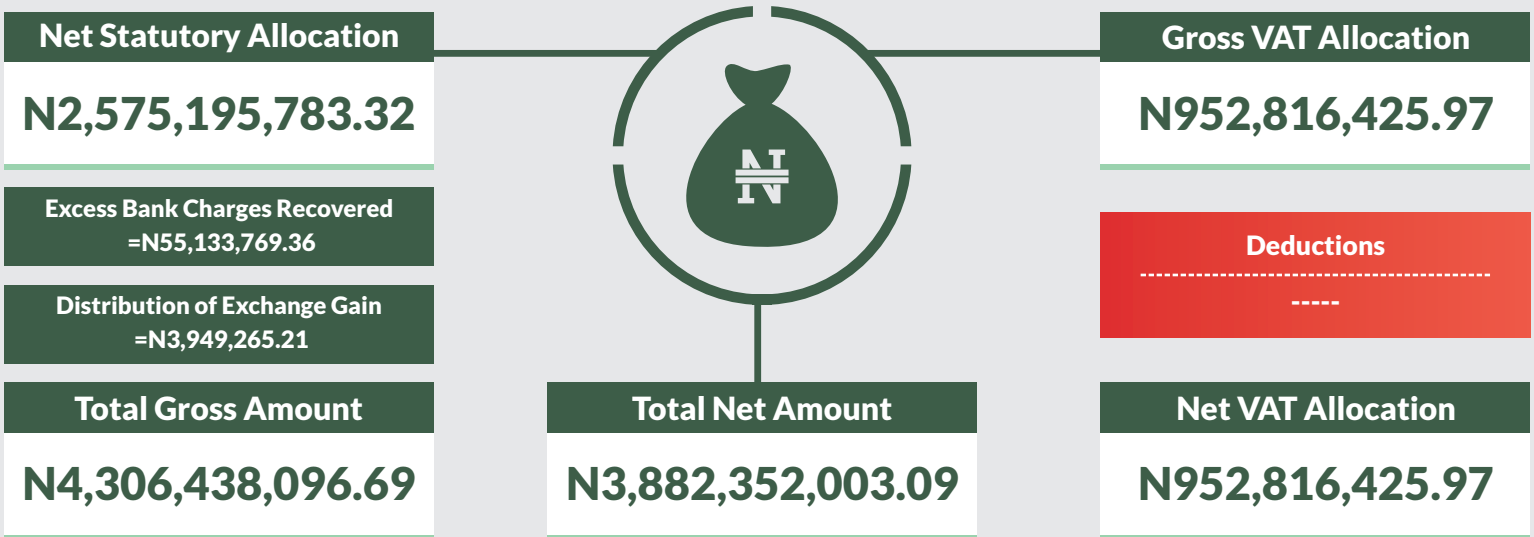 Net Statutory Allocation
N2,575,195,783.32
Excess Bank Charges Recovered
=N55,133,769.36
Distribution of Exchange Gain
=N3,949,265.21
Total Gross Amount
N4,306,438,096.69
₦
Total Net Amount
N3,882,352,003.09
Gross VAT Allocation
N952,816,425.97
Deductions
--------------------------------------------------
-----
Net VAT Allocation
N952,816,425.97